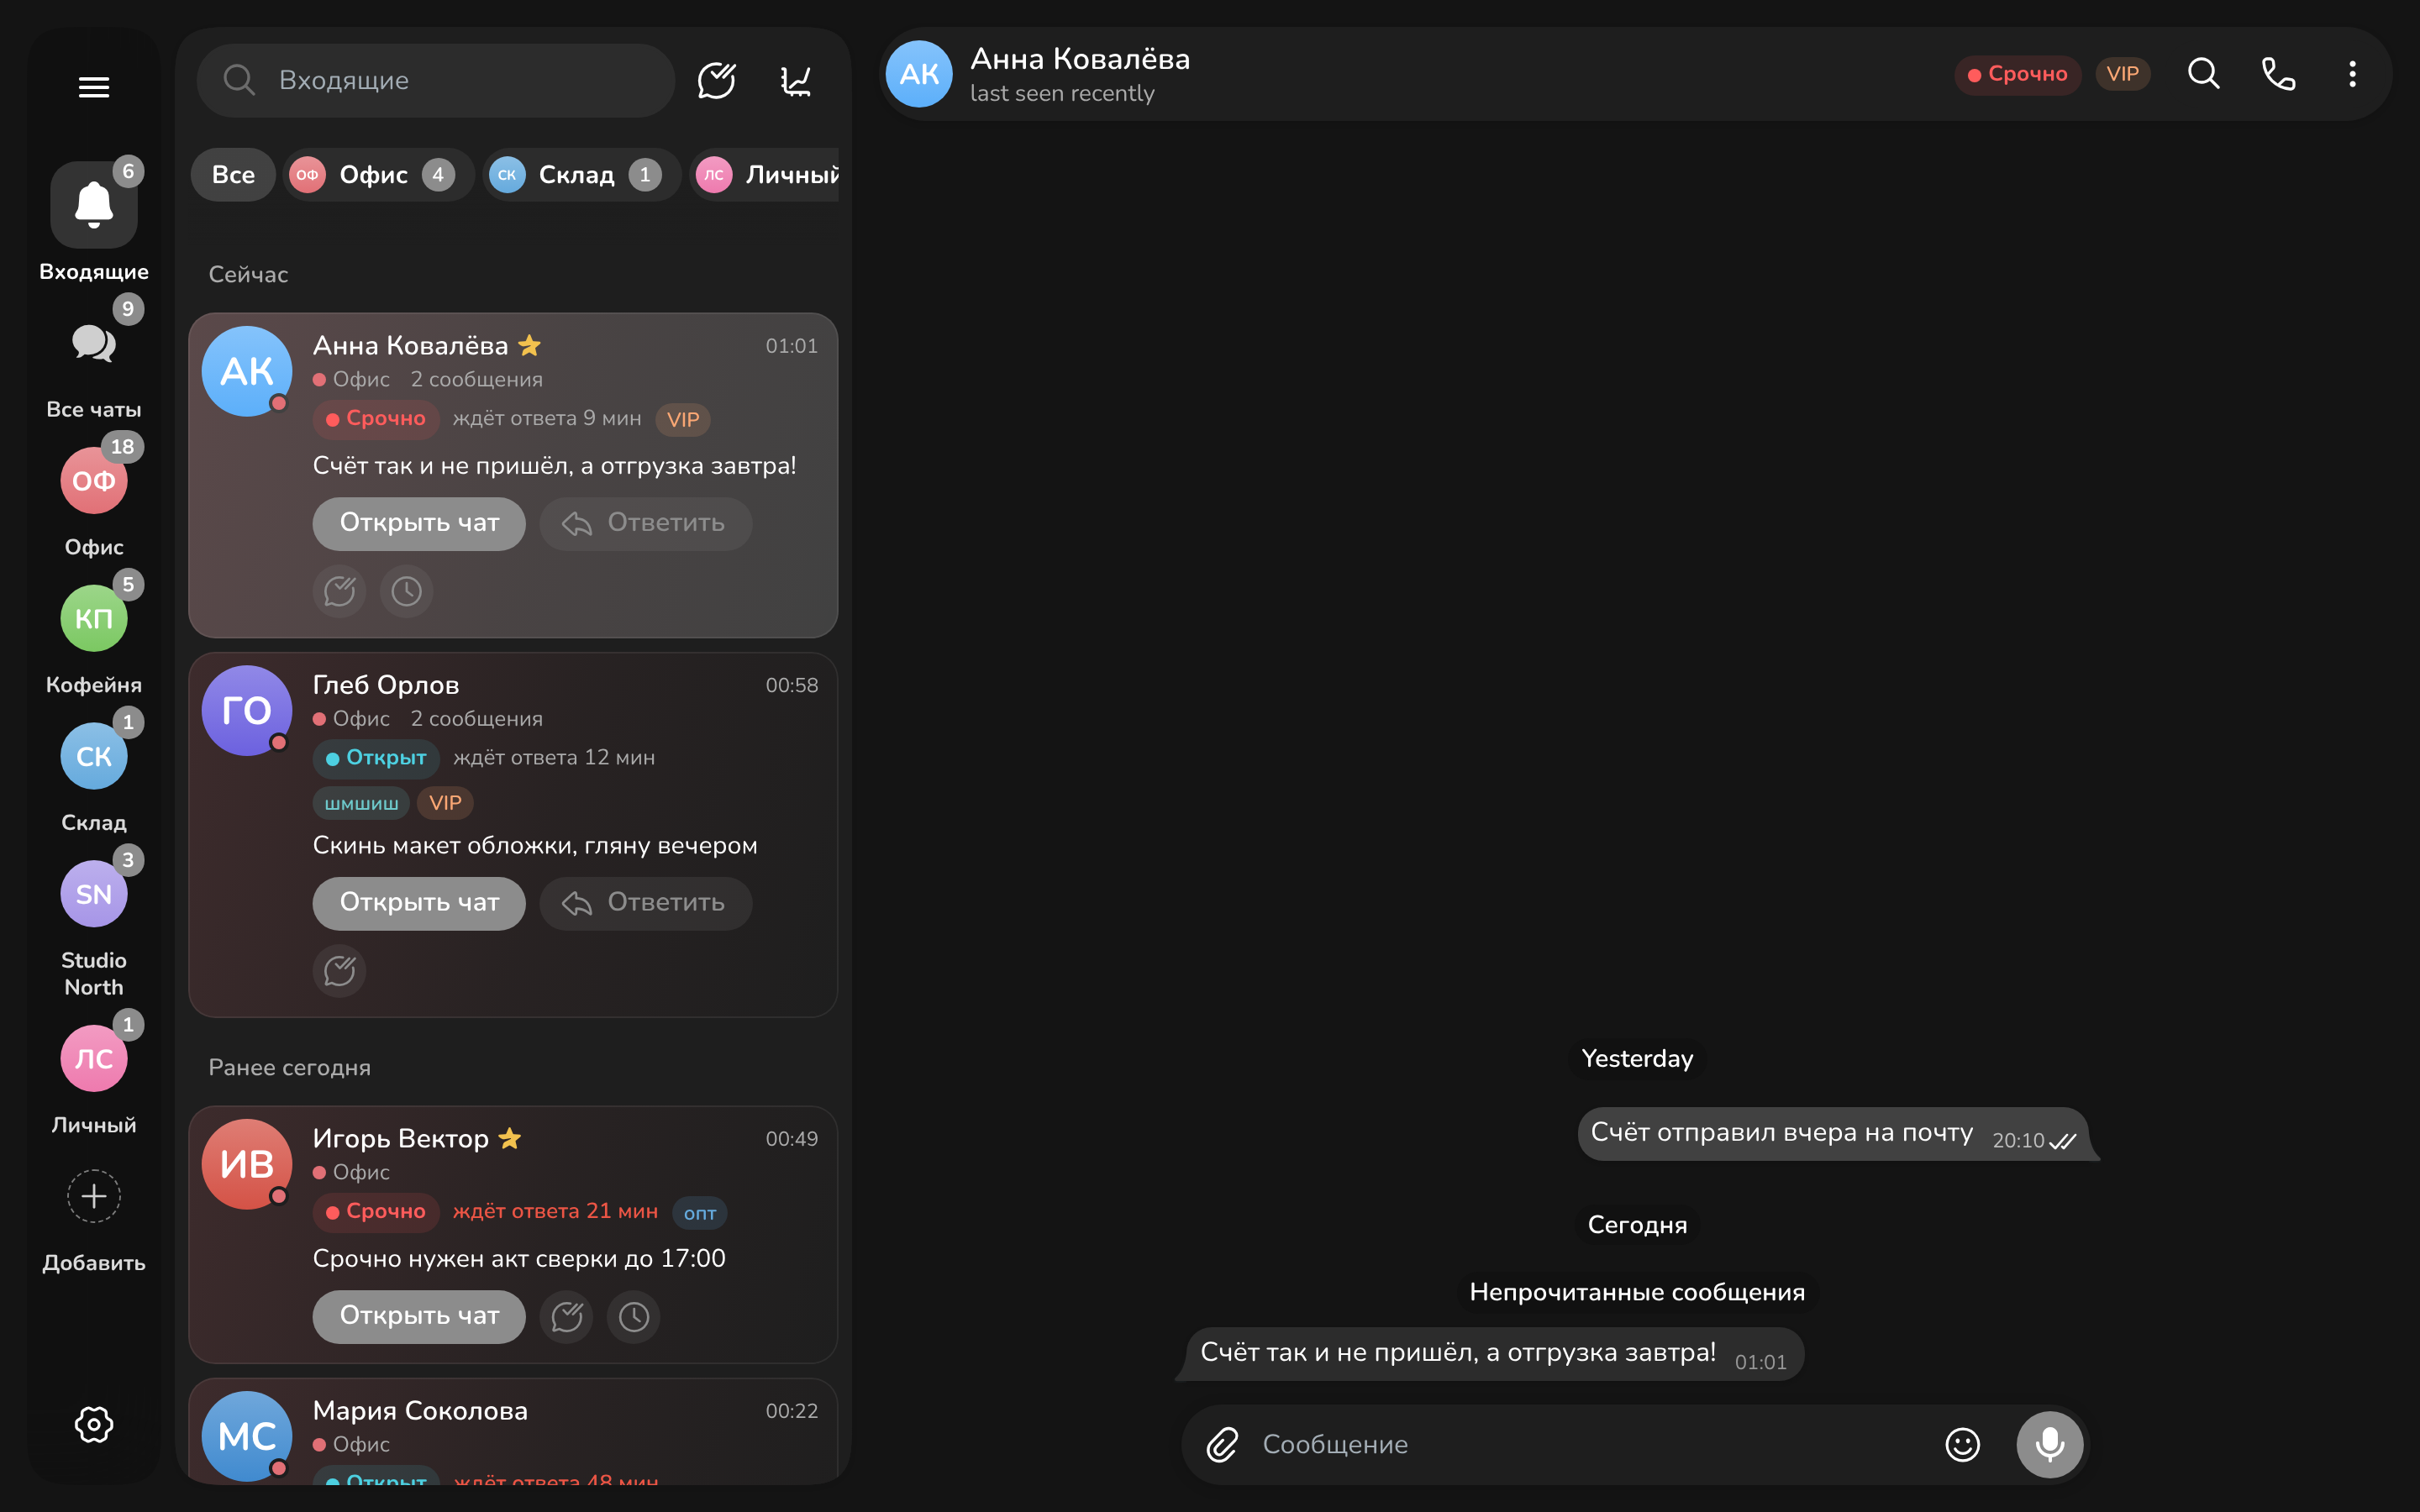 6
Входящие
9
Все чаты
18
ОФ
Офис
5
КП
Кофейня
1
СК
Склад
3
SN
Studio
North
1
ЛС
Личный
Добавить
Входящие
Все
ОФ Офис 4
СК Склад 1
ЛС Личный
Сейчас
АК
Анна Ковалёва 01:01
Офис 2 сообщения
Срочно ждёт ответа 9 мин VIP
Счёт так и не пришёл, а отгрузка завтра!
Открыть чат Ответить
ГО
Глеб Орлов 00:58
Офис 2 сообщения
Открыт ждёт ответа 12 мин
шмшиш VIP
Скинь макет обложки, гляну вечером
Открыть чат Ответить
Ранее сегодня
ИВ
Игорь Вектор 00:49
Офис
Срочно ждёт ответа 21 мин опт
Срочно нужен акт сверки до 17:00
Открыть чат
МС
Мария Соколова 00:22
Офис
Открыт ждёт ответа 48 мин
АК
Анна Ковалёва
last seen recently
Срочно VIP
Yesterday
Счёт отправил вчера на почту 20:10
Сегодня
Непрочитанные сообщения
Счёт так и не пришёл, а отгрузка завтра! 01:01
Сообщение